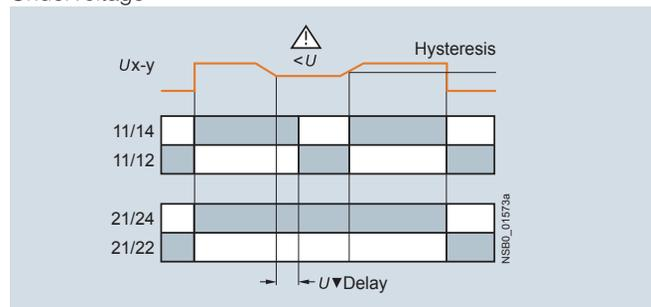 Undervoltage
Ux-y
<U
Hysteresis
11/14
11/12
21/24
21/22
U▼Delay
NSB0_01573a